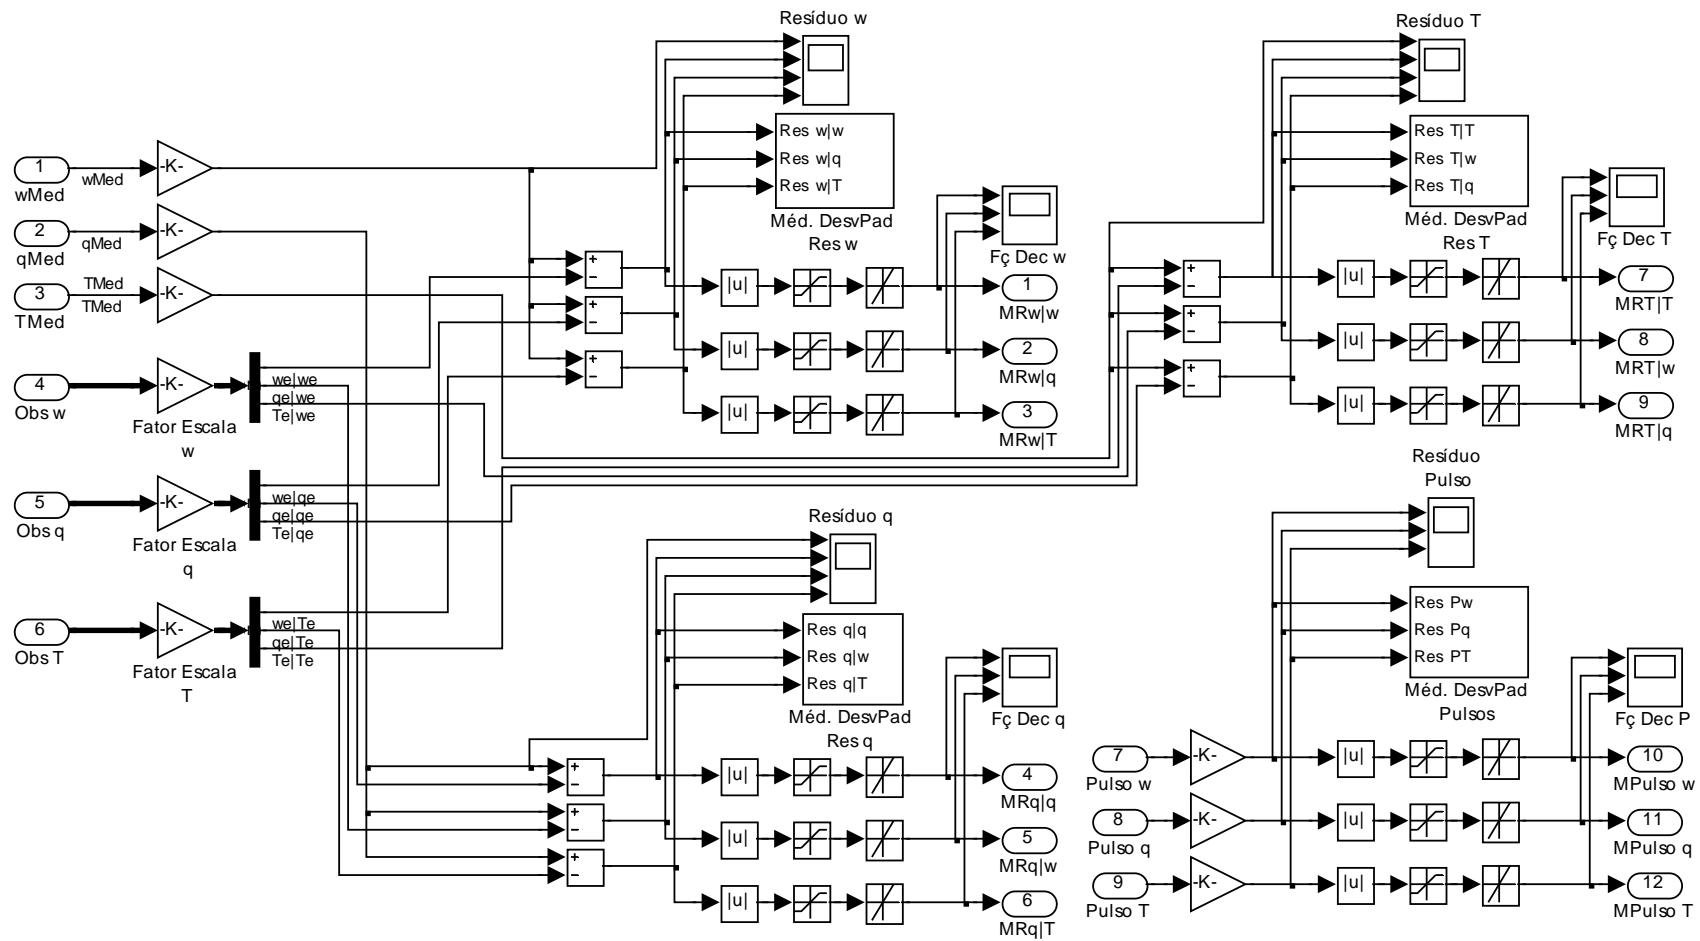 Resíduo w
Resíduo T
Res w|w
Res w|q
Res w|T
Méd. DesvPad
Res w
Res T|T
Res T|w
Res T|q
Méd. DesvPad
Res T
1
wMed
wMed
-K-
2
qMed
qMed
-K-
3
TMed
TMed
TMed
-K-
4
Obs w
-K-
Fator Escala
w
we|we
qe|we
Te|we
5
Obs q
-K-
Fator Escala
q
we|qe
qe|qe
Te|qe
6
Obs T
-K-
Fator Escala
T
we|Te
qe|Te
Te|Te
+
−
+
−
+
−
Fç Dec w
|u|
1
MRw|w
|u|
2
MRw|q
|u|
3
MRw|T
+
−
+
−
+
−
Fç Dec T
|u|
7
MRT|T
|u|
8
MRT|w
|u|
9
MRT|q
Resíduo q
Res q|q
Res q|w
Res q|T
Méd. DesvPad
Res q
Fç Dec q
+
−
+
−
+
−
|u|
4
MRq|q
|u|
5
MRq|w
|u|
6
MRq|T
Resíduo
Pulso
Res Pw
Res Pq
Res PT
Méd. DesvPad
Pulsos
Fç Dec P
7
Pulso w
-K-
|u|
10
MPulso w
8
Pulso q
-K-
|u|
11
MPulso q
9
Pulso T
-K-
|u|
12
MPulso T